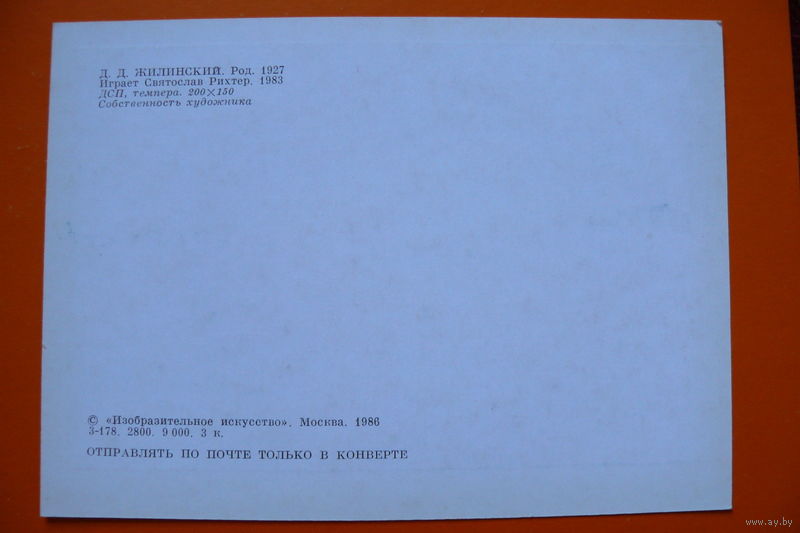 Д. Д. ЖИЛИНСКИЙ. Род. 1927
Играет Святослав Рихтер. 1983
ДСП, темпера. 200×150
Собственность художника
© «Изобразительное искусство». Москва. 1986
3-178. 2800. 9 000. 3 к.
ОТПРАВЛЯТЬ ПО ПОЧТЕ ТОЛЬКО В КОНВЕРТЕ
www.ay.by